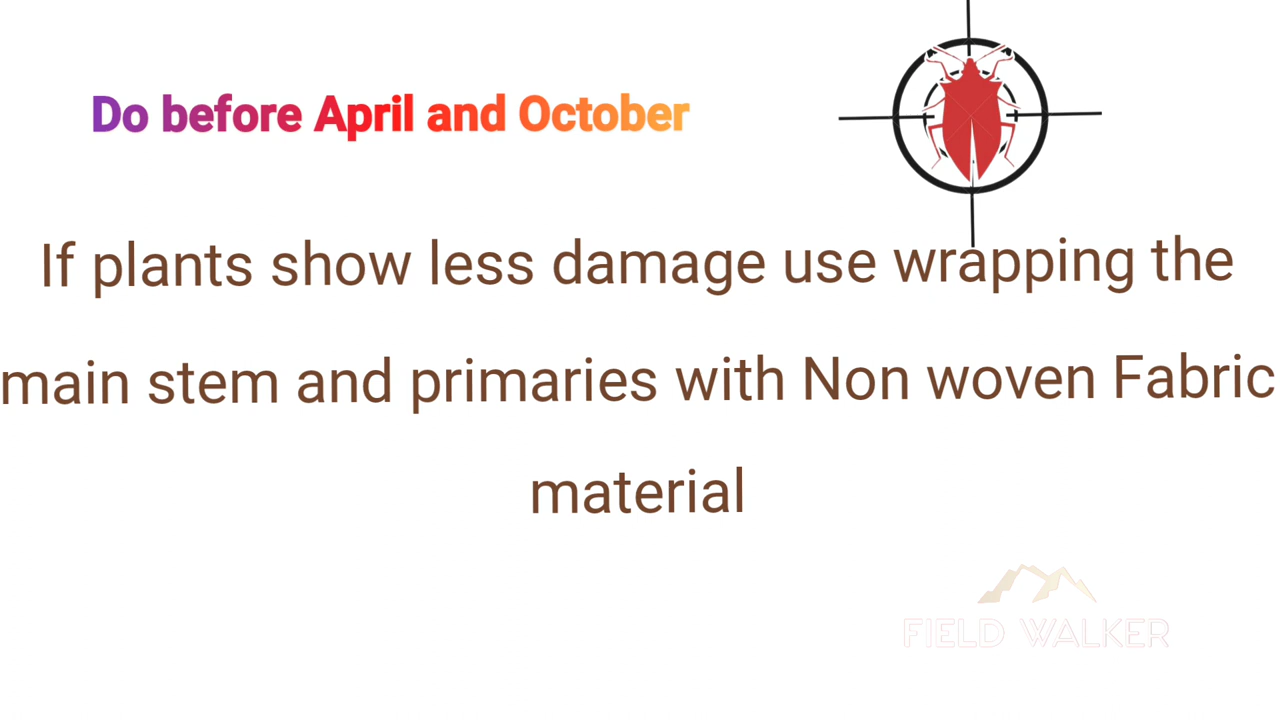 Do before April and October
If plants show less damage use wrapping the
main stem and primaries with Non woven Fabric
material
FIELD WALKER